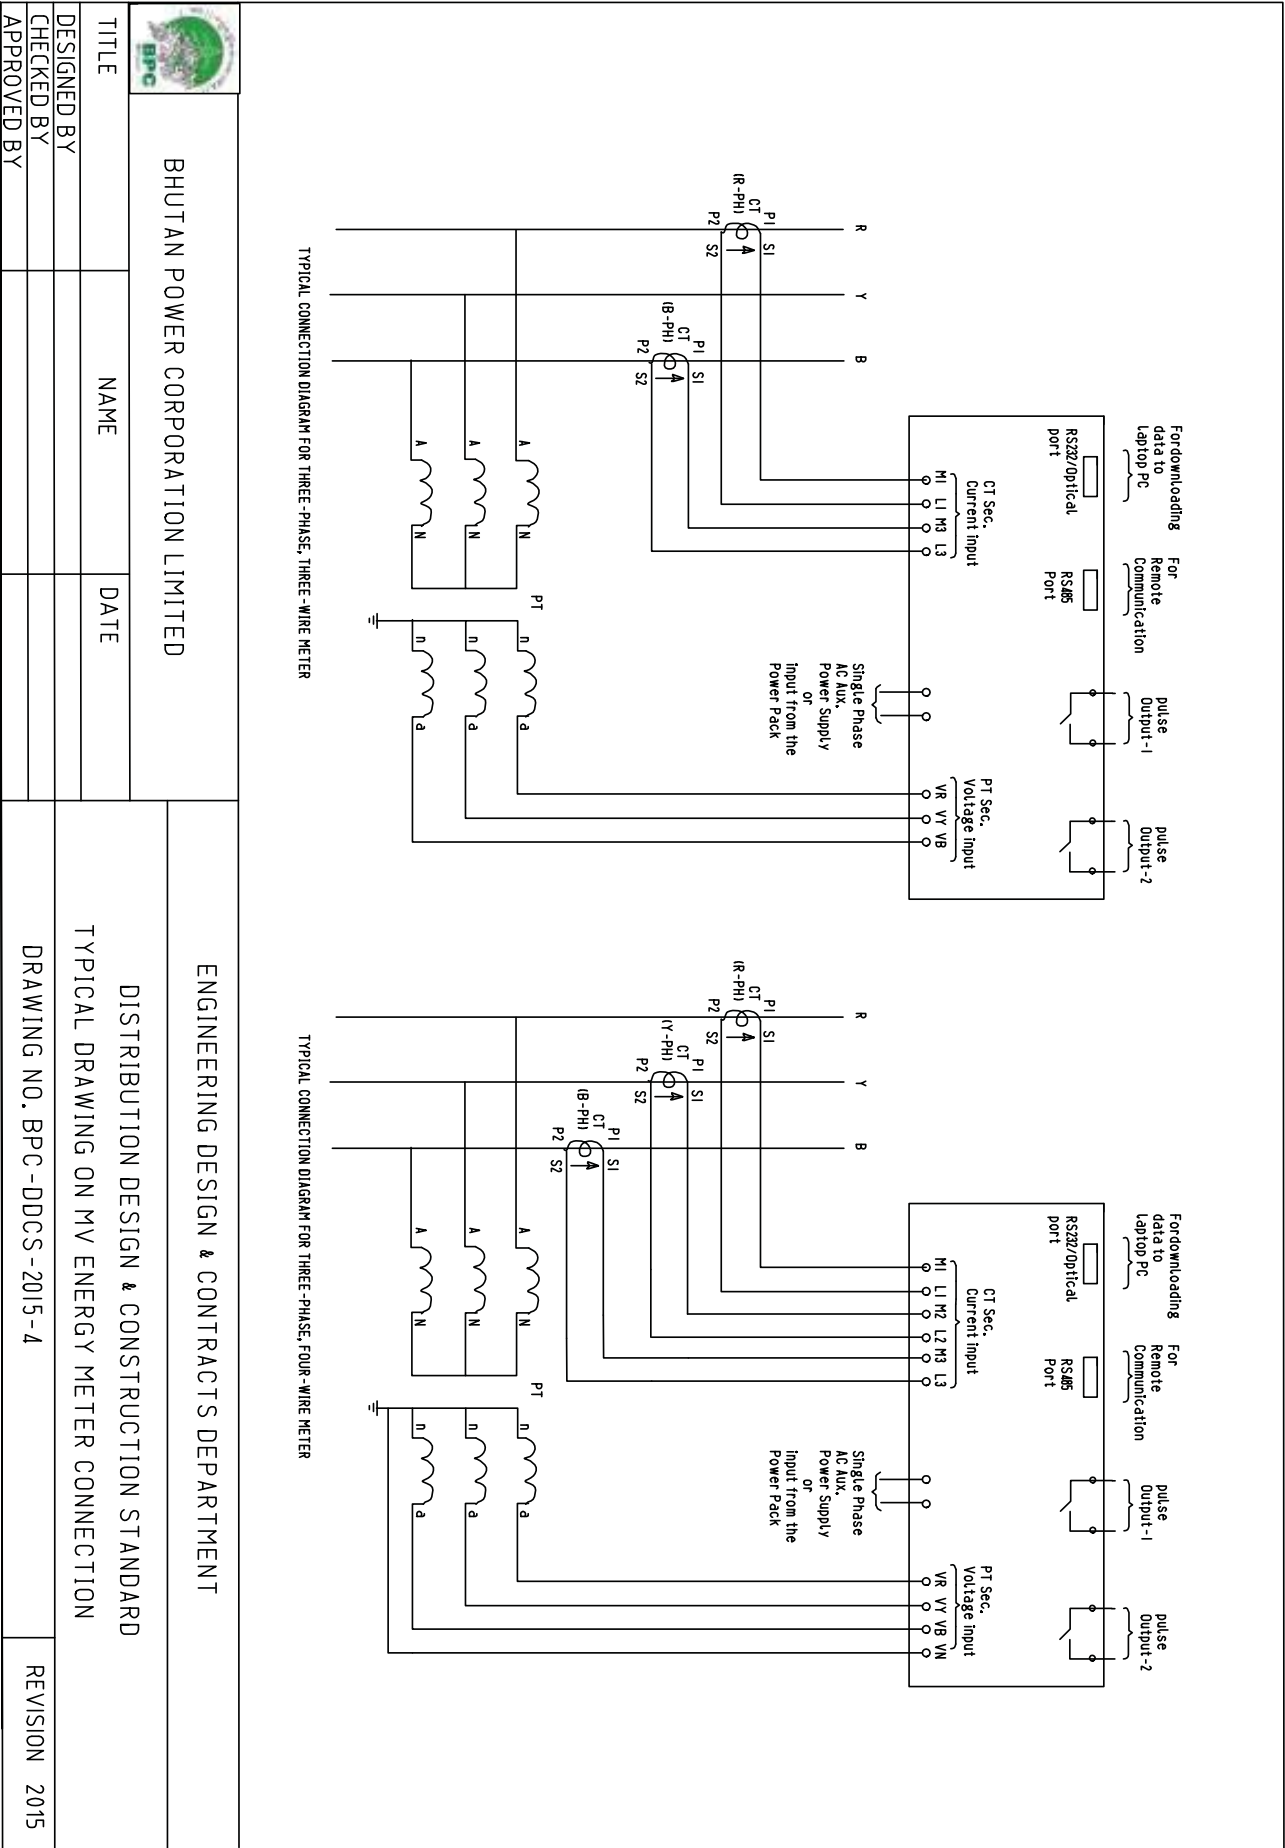 Fordownloading
data to
laptop PC
For
Remote
Communication
pulse
Output-1
pulse
Output-2
RS232/Optical
port
RS485
Port
CT Sec.
Current input
M1 L1 M3 L3
Single Phase
AC Aux.
Power Supply
or
input from the
Power Pack
PT Sec.
Voltage input
VR VY VB
R
Y
B
P1
CT
(R-PH)
P2
S1
S2
P1
CT
(B-PH)
P2
S1
S2
PT
A N
n a
A N
n a
A N
n a
TYPICAL CONNECTION DIAGRAM FOR THREE-PHASE, THREE-WIRE METER
Fordownloading
data to
laptop PC
For
Remote
Communication
pulse
Output-1
pulse
Output-2
RS232/Optical
port
RS485
Port
CT Sec.
Current input
M1 L1 M2 L2 M3 L3
Single Phase
AC Aux.
Power Supply
or
input from the
Power Pack
PT Sec.
Voltage input
VR VY VB VN
R
Y
B
P1
CT
(R-PH)
P2
S1
S2
P1
CT
(Y-PH)
P2
S1
S2
P1
CT
(B-PH)
P2
S1
S2
PT
A N
n a
A N
n a
A N
n a
TYPICAL CONNECTION DIAGRAM FOR THREE-PHASE, FOUR-WIRE METER
BPC
BHUTAN POWER CORPORATION LIMITED
TITLE NAME DATE
DESIGNED BY
CHECKED BY
APPROVED BY
ENGINEERING DESIGN & CONTRACTS DEPARTMENT
DISTRIBUTION DESIGN & CONSTRUCTION STANDARD
TYPICAL DRAWING ON MV ENERGY METER CONNECTION
DRAWING NO. BPC-DDCS-2015-4
REVISION 2015